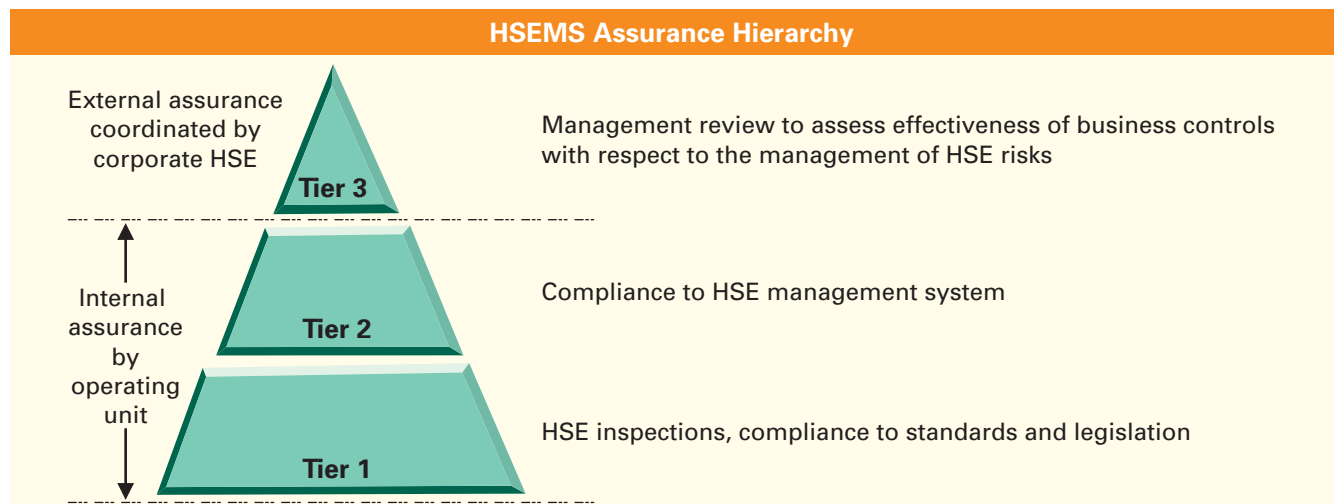 HSEMS Assurance Hierarchy
External assurance
coordinated by
corporate HSE
Tier 3
Management review to assess effectiveness of business controls
with respect to the management of HSE risks
Internal
assurance
by
operating
unit
Tier 2
Compliance to HSE management system
Tier 1
HSE inspections, compliance to standards and legislation